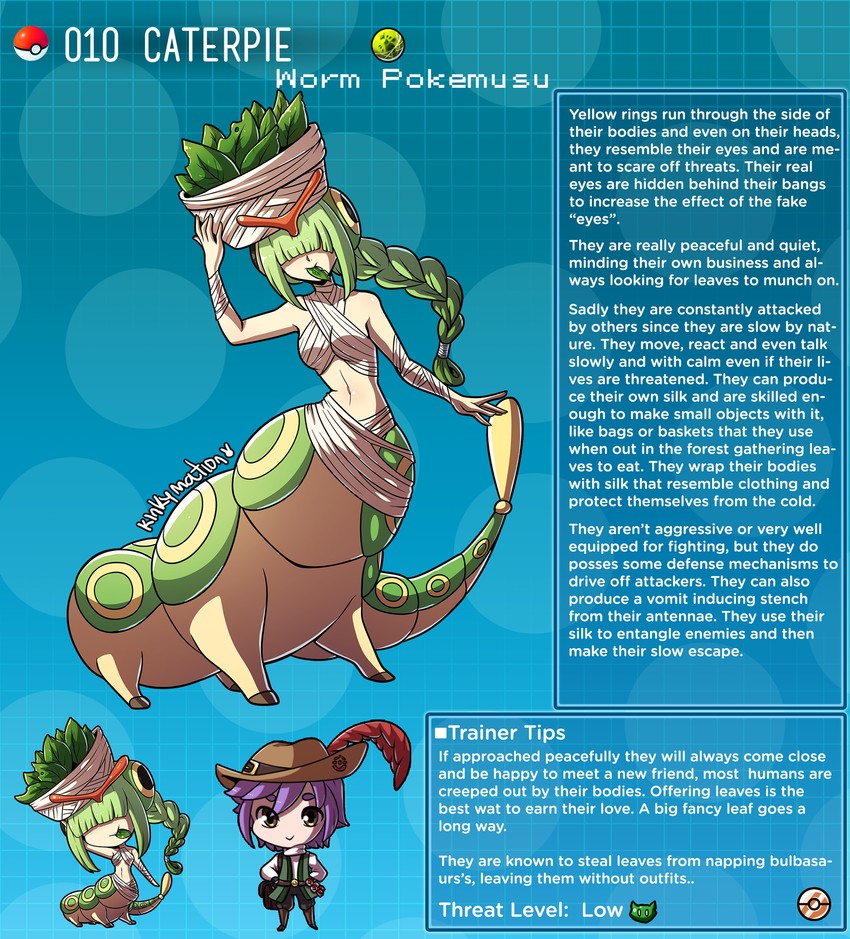 010 CATERPIE
Worm Pokemusu
Yellow rings run through the side of
their bodies and even on their heads,
they resemble their eyes and are me-
ant to scare off threats. Their real
eyes are hidden behind their bangs
to increase the effect of the fake
“eyes”.
They are really peaceful and quiet,
minding their own business and al-
ways looking for leaves to munch on.
Sadly they are constantly attacked
by others since they are slow by nat-
ure. They move, react and even talk
slowly and with calm even if their li-
ves are threatened. They can produ-
ce their own silk and are skilled en-
ough to make small objects with it,
like bags or baskets that they use
when out in the forest gathering lea-
ves to eat. They wrap their bodies
with silk that resemble clothing and
protect themselves from the cold.
They aren’t aggressive or very well
equipped for fighting, but they do
posses some defense mechanisms to
drive off attackers. They can also
produce a vomit inducing stench
from their antennae. They use their
silk to entangle enemies and then
make their slow escape.
kinkymation
Trainer Tips
If approached peacefully they will always come close
and be happy to meet a new friend, most humans are
creeped out by their bodies. Offering leaves is the
best wat to earn their love. A big fancy leaf goes a
long way.
They are known to steal leaves from napping bulbasa-
urs’s, leaving them without outfits..
Threat Level: Low